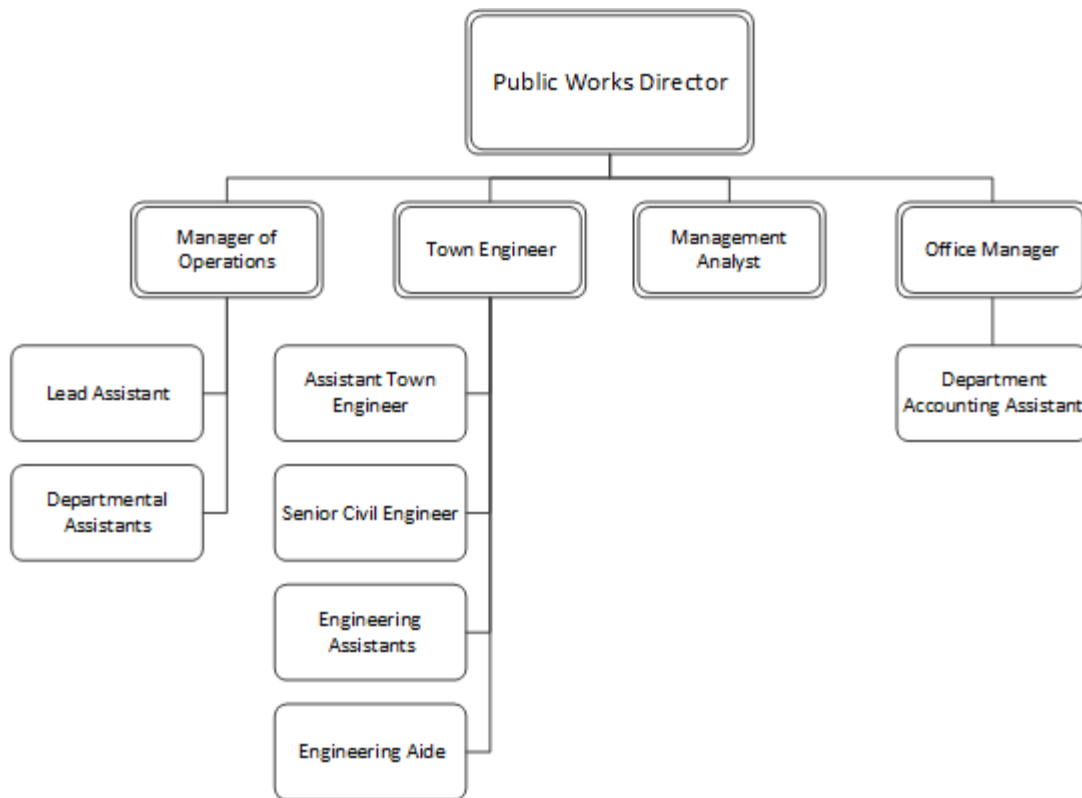 Public Works Director
Manager of
Operations
Town Engineer
Management
Analyst
Office Manager
Lead Assistant
Departmental
Assistants
Assistant Town
Engineer
Senior Civil Engineer
Engineering
Assistants
Engineering Aide
Department
Accounting Assistant